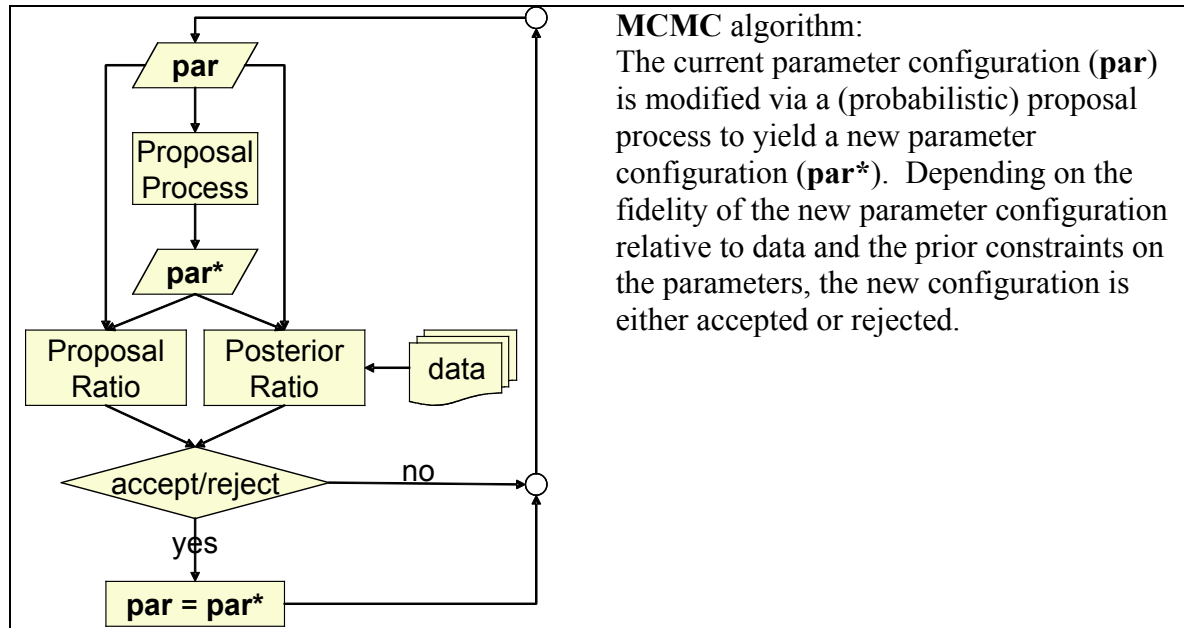 par
Proposal
Process
par*
Proposal
Ratio
Posterior
Ratio
data
accept/reject
no
yes
par = par*
MCMC algorithm:
The current parameter configuration (par)
is modified via a (probabilistic) proposal
process to yield a new parameter
configuration (par*).  Depending on the
fidelity of the new parameter configuration
relative to data and the prior constraints on
the parameters, the new configuration is
either accepted or rejected.